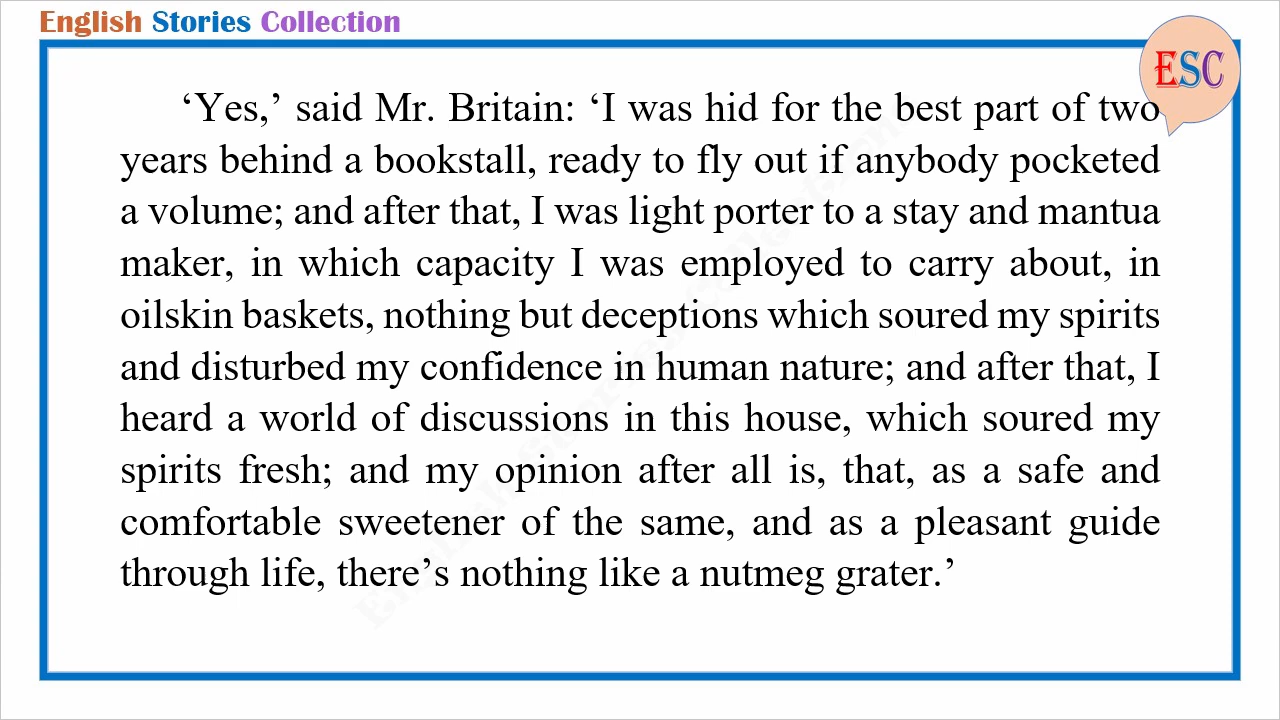 English Stories Collection
ESC
‘Yes,’ said Mr. Britain: ‘I was hid for the best part of two
years behind a bookstall, ready to fly out if anybody pocketed
a volume; and after that, I was light porter to a stay and mantua
maker, in which capacity I was employed to carry about, in
oilskin baskets, nothing but deceptions which soured my spirits
and disturbed my confidence in human nature; and after that, I
heard a world of discussions in this house, which soured my
spirits fresh; and my opinion after all is, that, as a safe and
comfortable sweetener of the same, and as a pleasant guide
through life, there’s nothing like a nutmeg grater.’